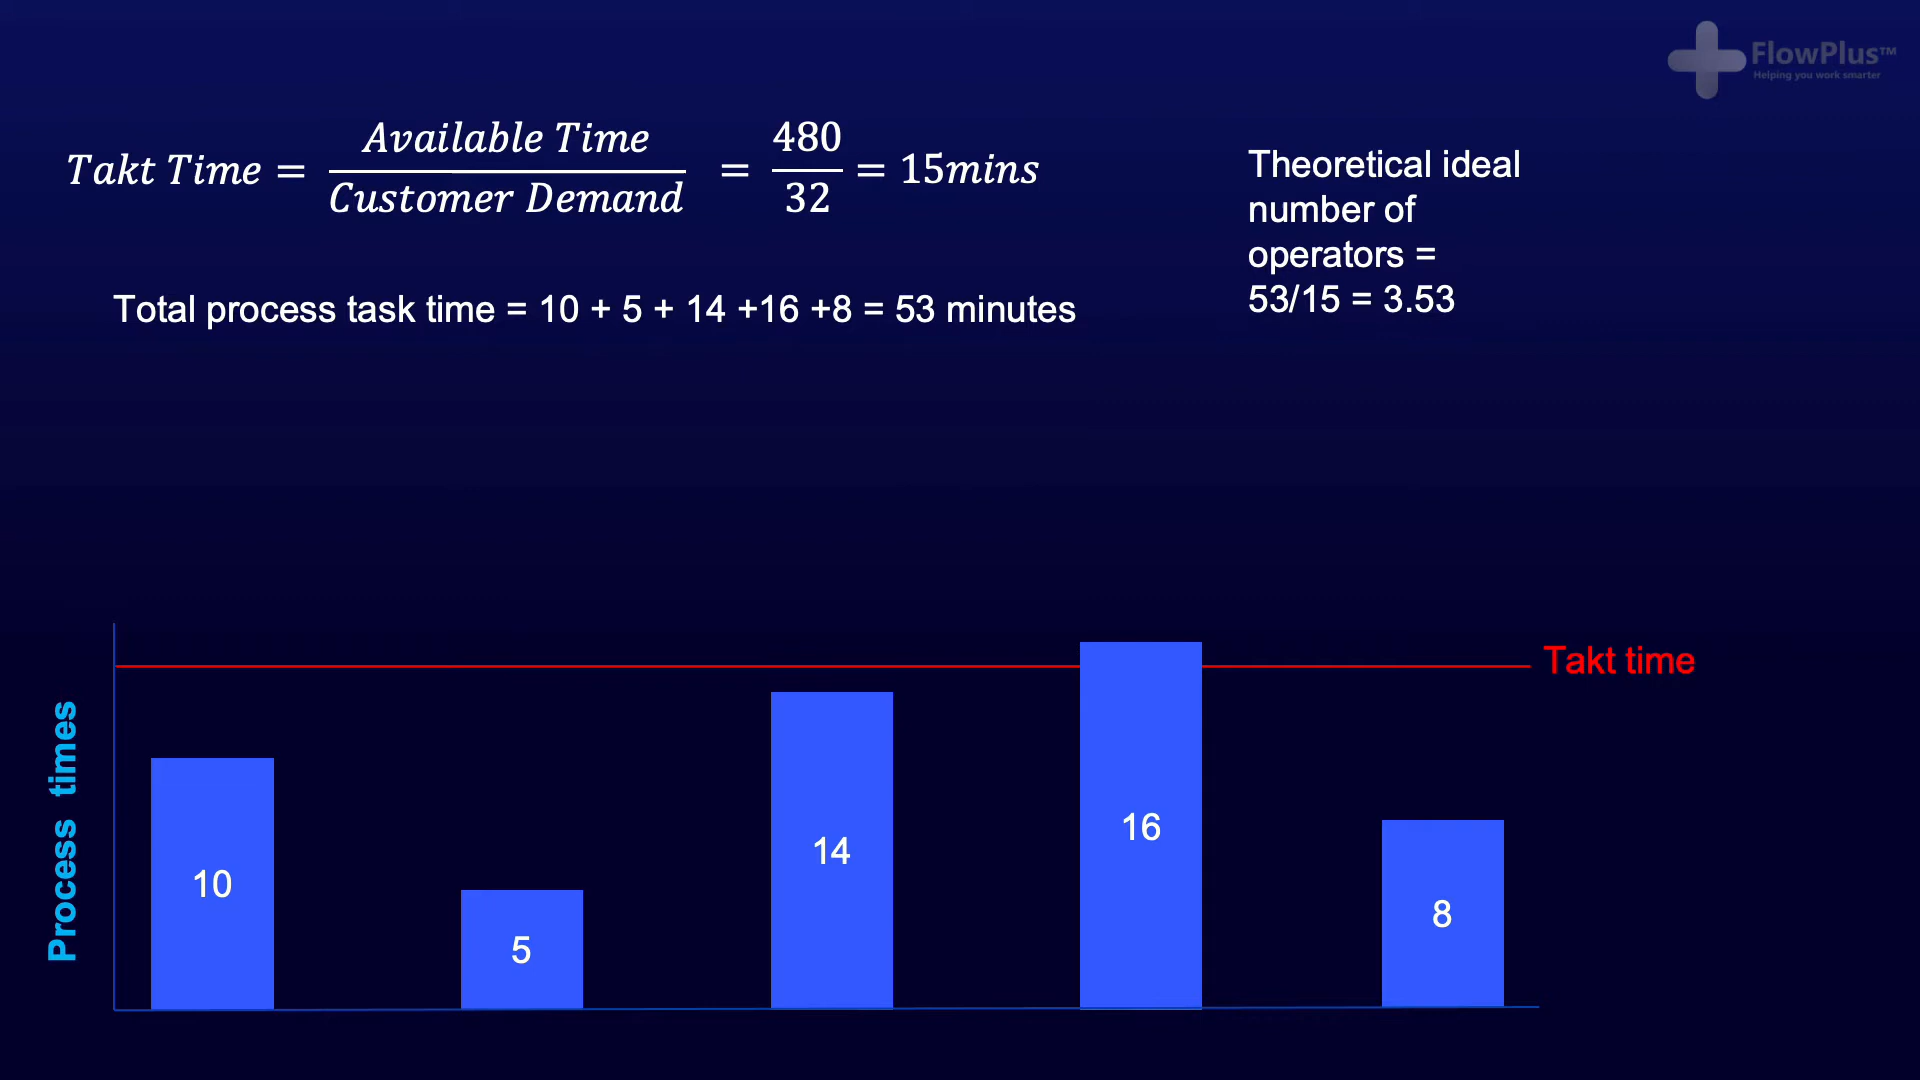 FlowPlus™
Helping you work smarter
Takt Time = Available Time / Customer Demand = 480 / 32 = 15mins
Theoretical ideal
number of
operators =
53/15 = 3.53
Total process task time = 10 + 5 + 14 +16 +8 = 53 minutes
Takt time
Process times
10
5
14
16
8